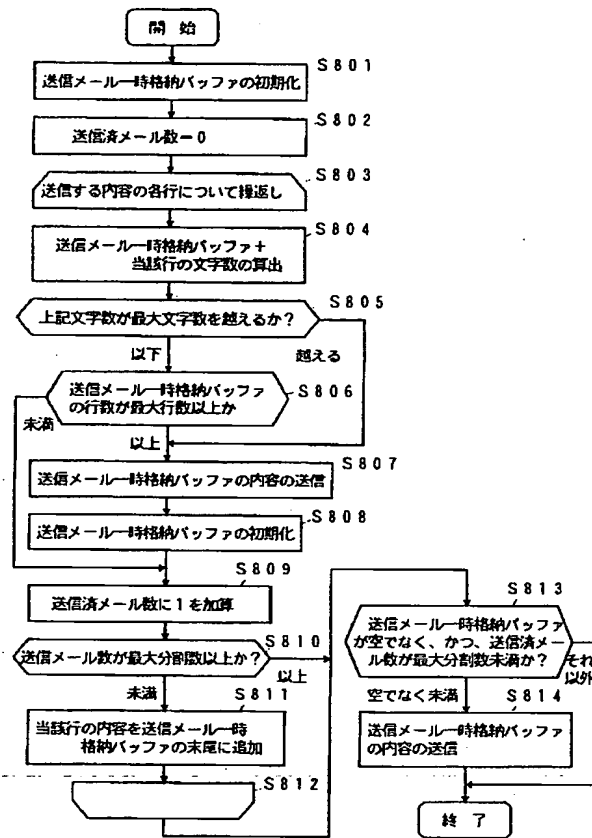 開 始
S801
送信メール一時格納バッファの初期化
S802
送信済メール数=0
S803
送信する内容の各行について繰返し
S804
送信メール一時格納バッファ+
当該行の文字数の算出
S805
上記文字数が最大文字数を越えるか?
以下
越える
送信メール一時格納バッファ
の行数が最大行数以上か
S806
未満
以上
S807
送信メール一時格納バッファの内容の送信
S808
送信メール一時格納バッファの初期化
S809
送信済メール数に1を加算
S810
送信メール数が最大分割数以上か?
以上
未満
S811
当該行の内容を送信メール一時
格納バッファの末尾に追加
S812
S813
送信メール一時格納バッファ
が空でなく、かつ、送信済メー
ル数が最大分割数未満か?
それ
以外
空でなく未満
S814
送信メール一時格納バッファ
の内容の送信
終 了